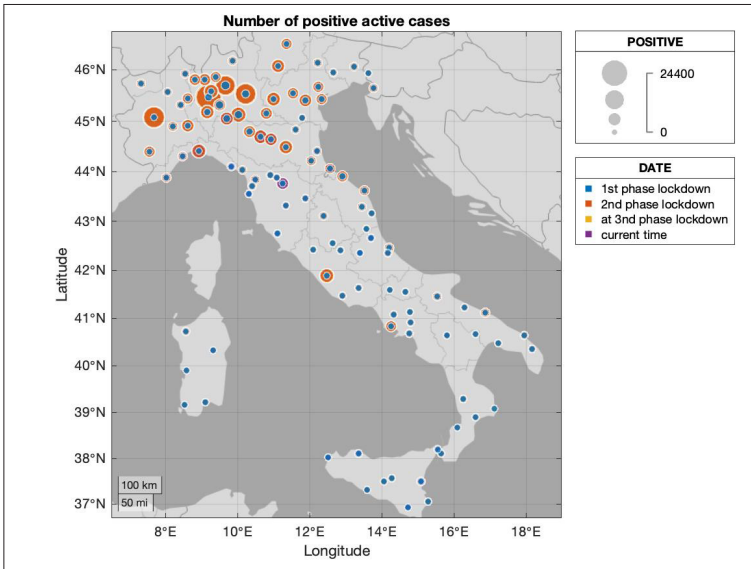 Number of positive active cases
46°N
45°N
44°N
43°N
42°N
41°N
40°N
39°N
38°N
37°N
Latitude
100 km
50 mi
8°E
10°E
12°E
14°E
16°E
18°E
Longitude
POSITIVE
24400
0
DATE
1st phase lockdown
2nd phase lockdown
at 3rd phase lockdown
current time